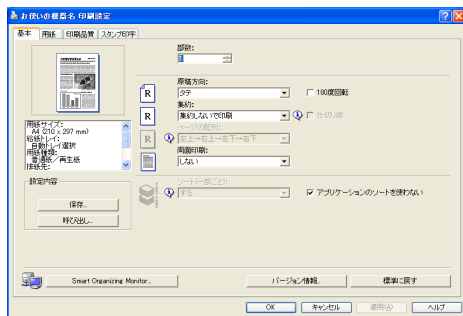 お使いの機器名 印刷設定
基本 用紙 印刷品質 スタンプ印字
部数:
1
原稿方向:
タテ
180度回転
集約:
集約しないで印刷
仕切り線
ページの配列:
左上→右上→左下→右下
両面印刷:
しない
用紙サイズ:
A4 (210 x 297 mm)
給紙トレイ:
自動トレイ選択
用紙種類:
普通紙/再生紙
排紙先:
設定内容
保存...
呼び出し...
ソート(一部ごと):
する
アプリケーションのソートを使わない
Smart Organizing Monitor...
バージョン情報...
標準に戻す
OK キャンセル 適用(A) ヘルプ